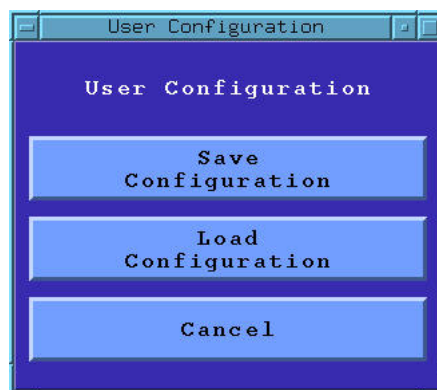 User Configuration
User Configuration
Save
Configuration
Load
Configuration
Cancel